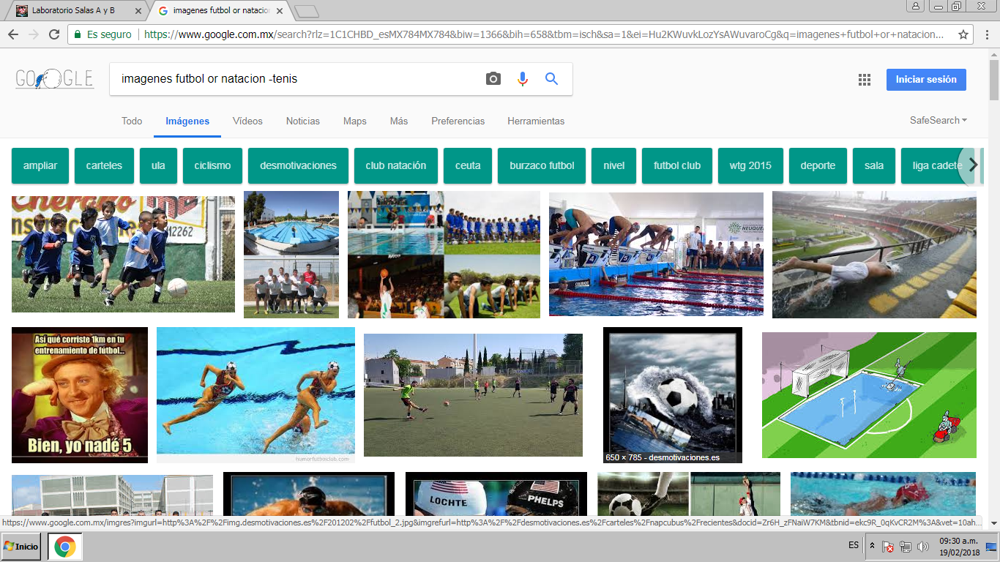 Laboratorio Salas A y B
imagenes futbol or natacion
Es seguro
https://www.google.com.mx/search?rlz=1C1CHBD_esMX784MX784&biw=1366&bih=658&tbm=isch&sa=1&ei=Hu2KWuvkLozYsAWuvaroCg&q=imagenes+futbol+or+natacion...
GOOGLE
imagenes futbol or natacion -tenis
Iniciar sesión
Todo
Imágenes
Vídeos
Noticias
Maps
Más
Preferencias
Herramientas
SafeSearch
ampliar
carteles
ula
ciclismo
desmotivaciones
club natación
ceuta
burzaco futbol
nivel
futbol club
wtg 2015
deporte
sala
liga cadete
12262
NEUQUEN
Así qué corriste 1km en tu
entrenamiento de fútbol...
Bien, yo nadé 5
humorfutbolclub.com
650 × 785 - desmotivaciones.es
LOCHTE
PHELPS
https://www.google.com.mx/imgres?imgurl=http%3A%2F%2Fimg.desmotivaciones.es%2F201202%2Ffutbol_2.jpg&imgrefurl=http%3A%2F%2Fdesmotivaciones.es%2Fcarteles%2Fnapcubus%2Frecientes&docid=Zr6H_zFNaiW7KM&tbnid=ekc9R_0qKvCR2M%3A&vet=10ah...
Inicio
ES
09:30 a.m.
19/02/2018